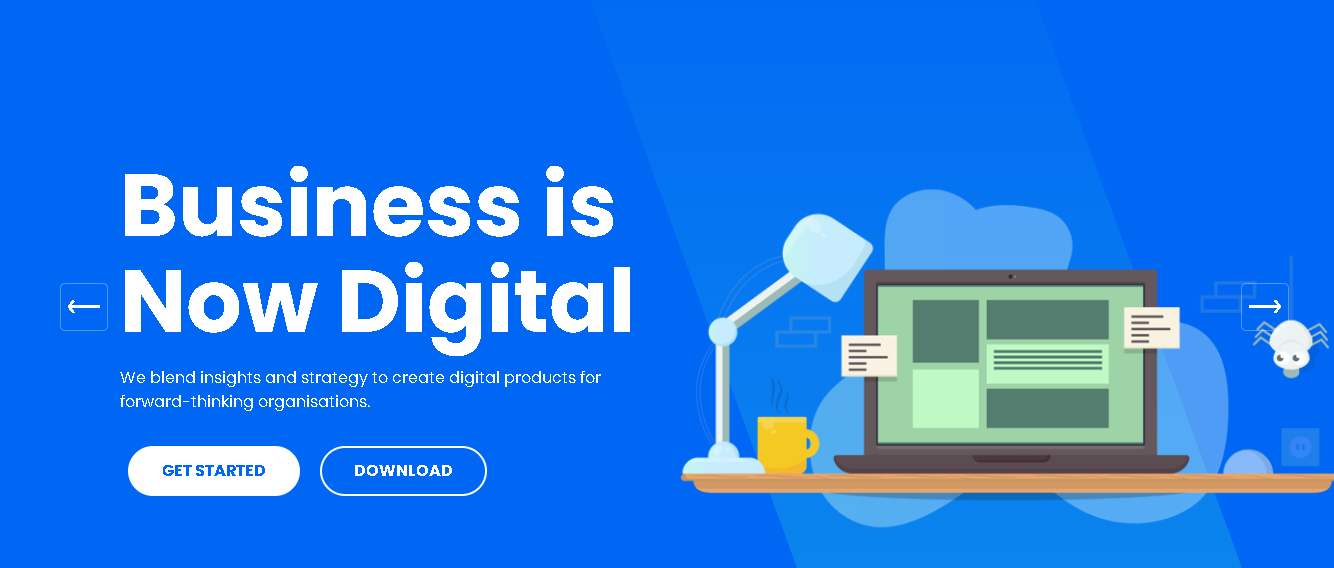 Business is
Now Digital
We blend insights and strategy to create digital products for
forward-thinking organisations.
GET STARTED
DOWNLOAD